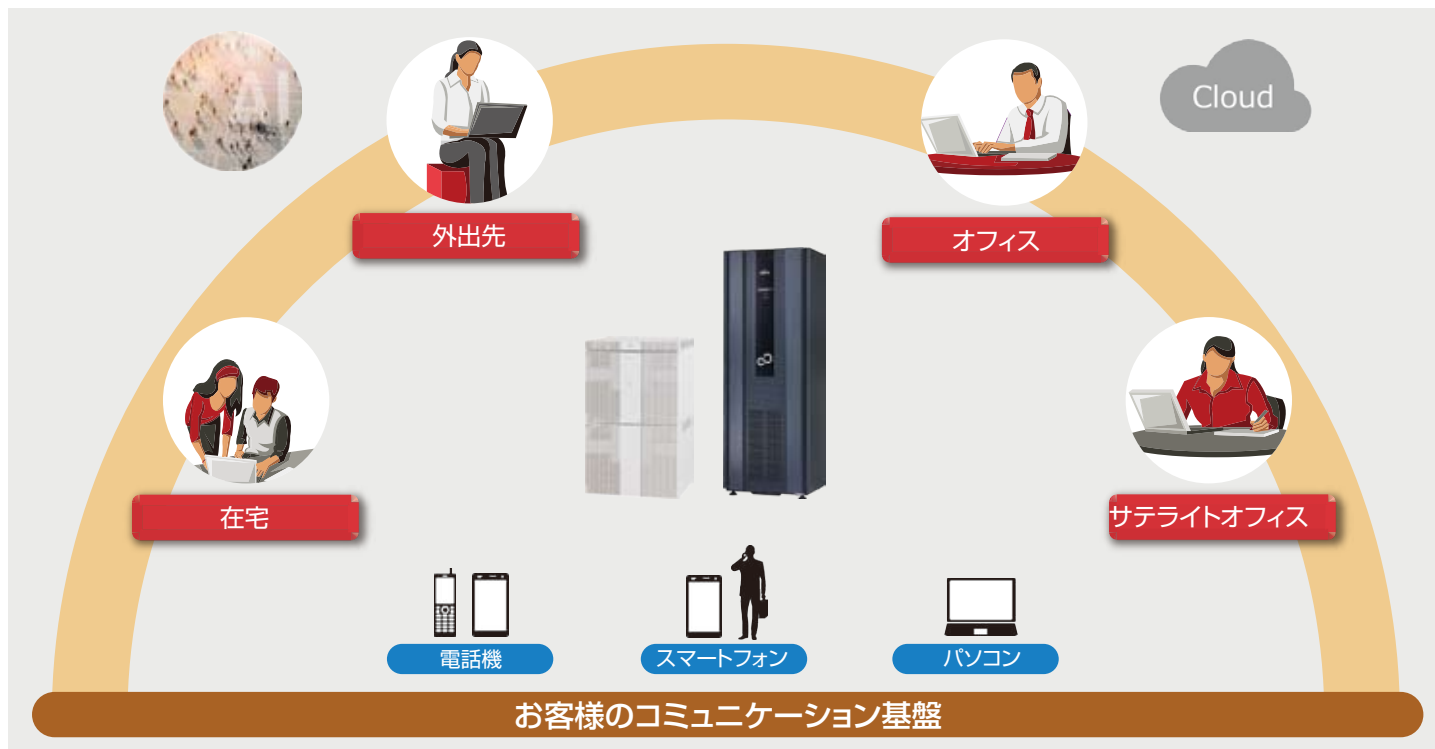 AI
Cloud
外出先
オフィス
在宅
サテライトオフィス
電話機
スマートフォン
パソコン
お客様のコミュニケーション基盤